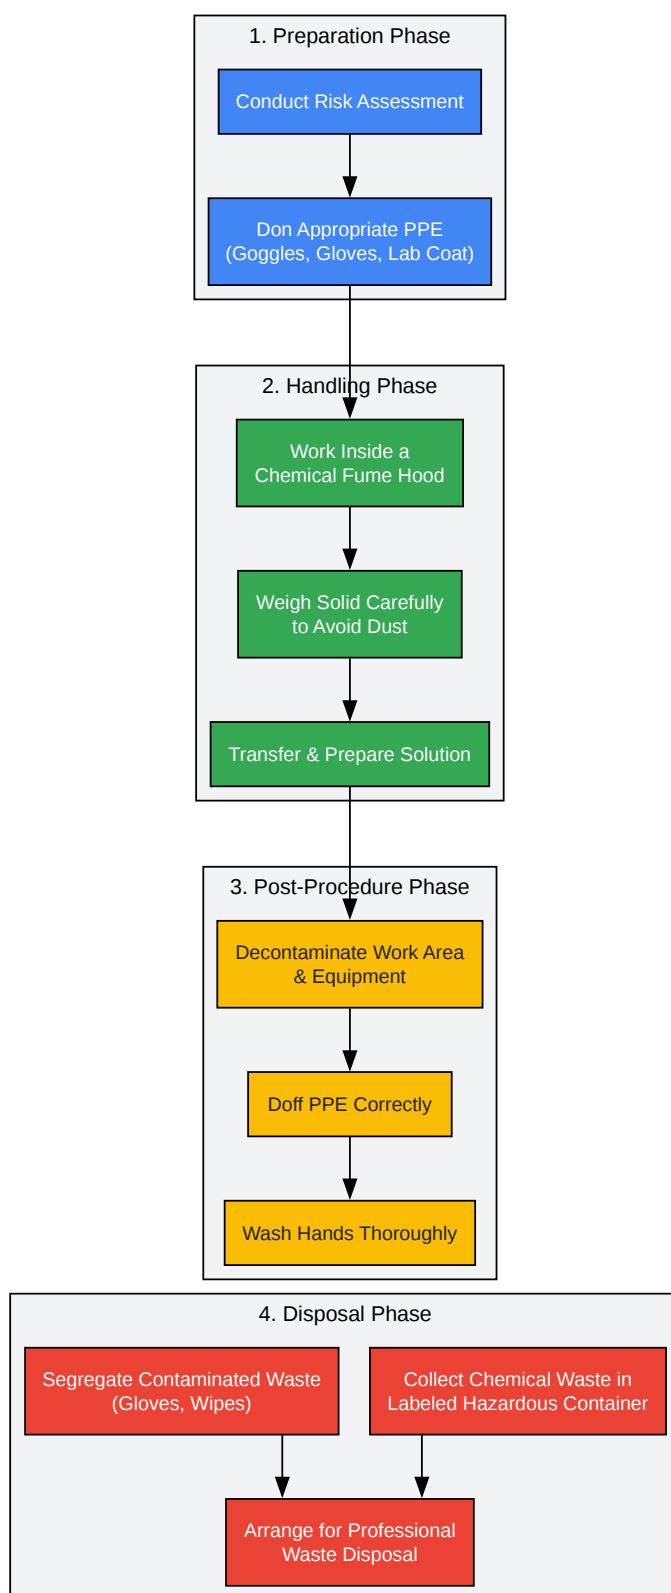 1. Preparation Phase
Conduct Risk Assessment
Don Appropriate PPE
(Goggles, Gloves, Lab Coat)
2. Handling Phase
Work Inside a
Chemical Fume Hood
Weigh Solid Carefully
to Avoid Dust
Transfer & Prepare Solution
3. Post-Procedure Phase
Decontaminate Work Area
& Equipment
Doff PPE Correctly
Wash Hands Thoroughly
4. Disposal Phase
Segregate Contaminated Waste
(Gloves, Wipes)
Collect Chemical Waste in
Labeled Hazardous Container
Arrange for Professional
Waste Disposal